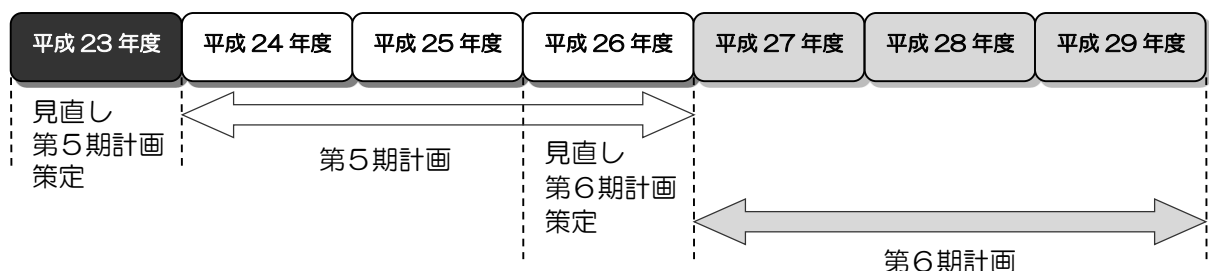 平成 23 年度 平成 24 年度 平成 25 年度 平成 26 年度 平成 27 年度 平成 28 年度 平成 29 年度
見直し
第５期計画
策定
第５期計画
見直し
第６期計画
策定
第６期計画